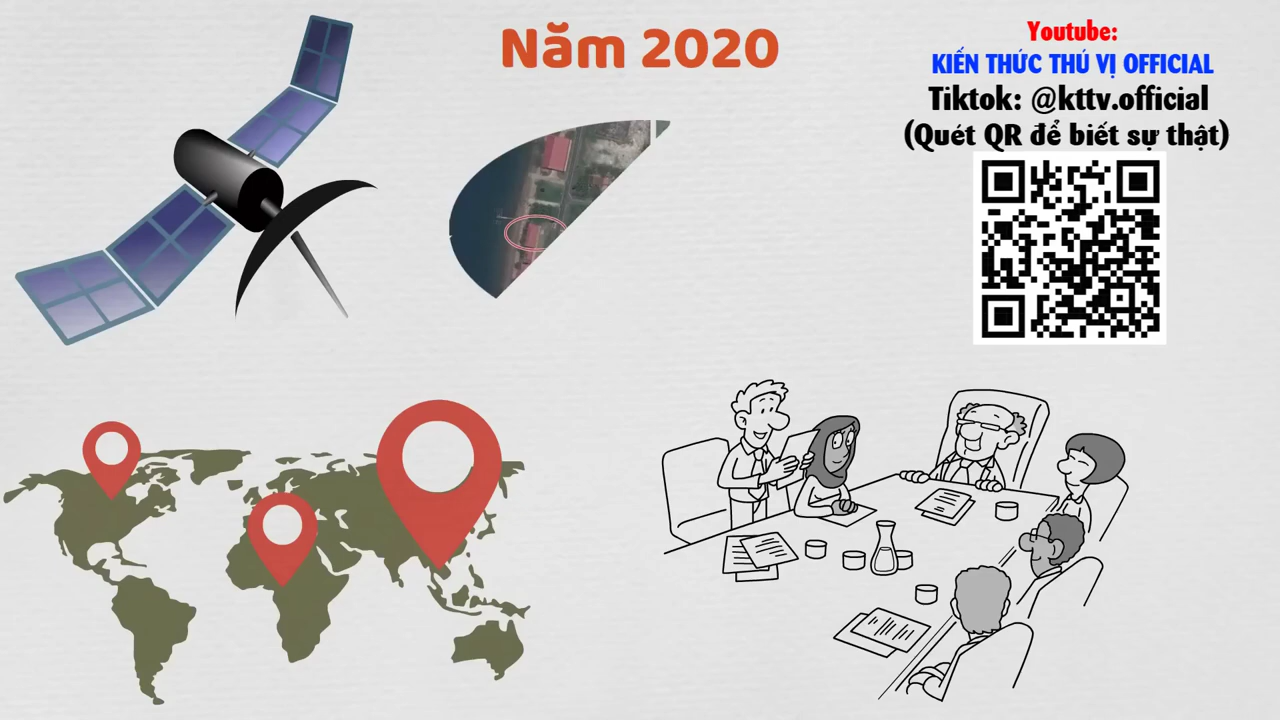 Năm 2020
Youtube:
KIẾN THỨC THÚ VỊ OFFICIAL
Tiktok: @kttv.official
(Quét QR để biết sự thật)